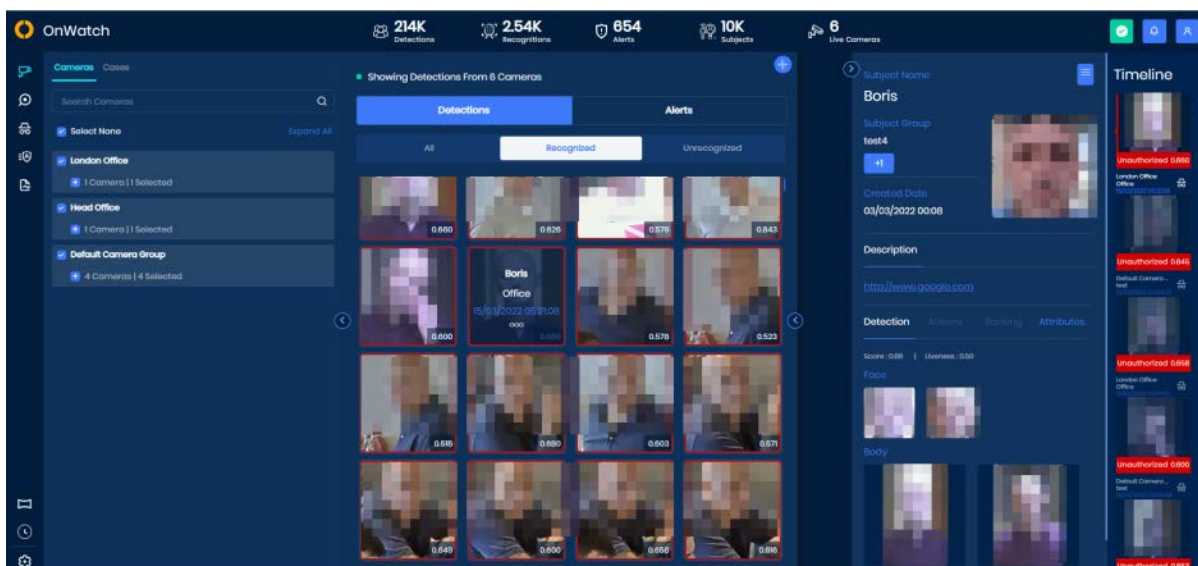 OnWatch
214K
Detections
2.54K
Recognitions
654
Alerts
10K
Subjects
6
Live Cameras
Cameras Cases
Search Cameras
Select None
Expand All
London Office
1 Camera | 1 Selected
Head Office
1 Camera | 1 Selected
Default Camera Group
4 Cameras | 4 Selected
Showing Detections From 6 Cameras
Detections
Alerts
All
Recognized
Unrecognized
0.660
0.626
0.579
0.643
0.600
Boris
Office
15/03/2022 05:21:08
0.578
0.523
0.515
0.680
0.603
0.571
0.649
0.600
0.658
0.616
Subject Name
Boris
Subject Group
test4
+1
Created Date
03/03/2022 00:08
Description
http://www.google.com
Detection Actions Ranking Attributes
Score : 0.66 | Liveness : 0.50
Face
Body
Timeline
Unauthorized 0.660
London Office
Office
Unauthorized 0.645
Default Camera...
test
Unauthorized 0.658
London Office
Office
Unauthorized 0.600
Default Camera...
test